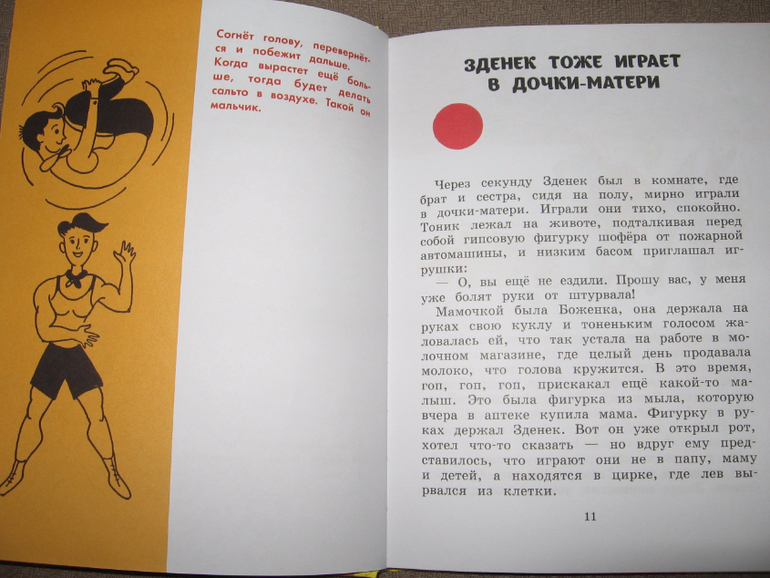 Согнёт голову, перевернёт-
ся и побежит дальше.
Когда вырастет ещё боль-
ше, тогда будет делать
сальто в воздухе. Такой он
мальчик.
ЗДЕНЕК ТОЖЕ ИГРАЕТ
В ДОЧКИ-МАТЕРИ
Через секунду Зденек был в комнате, где
брат и сестра, сидя на полу, мирно играли
в дочки-матери. Играли они тихо, спокойно.
Тоник лежал на животе, подталкивая перед
собой гипсовую фигурку шофёра от пожарной
автомашины, и низким басом приглашал иг-
рушки:
— О, вы ещё не ездили. Прошу вас, у меня
уже болят руки от штурвала!
Мамочкой была Боженка, она держала на
руках свою куклу и тоненьким голосом жа-
ловалась ей, что так устала на работе в мо-
лочном магазине, где целый день продавала
молоко, что голова кружится. В это время,
гоп, гоп, гоп, прискакал ещё какой-то ма-
лыш. Это была фигурка из мыла, которую
вчера в аптеке купила мама. Фигурку в ру-
ках держал Зденек. Вот он уже открыл рот,
хотел что-то сказать — но вдруг ему пред-
ставилось, что играют они не в папу, маму
и детей, а находятся в цирке, где лев вы-
рвался из клетки.
11